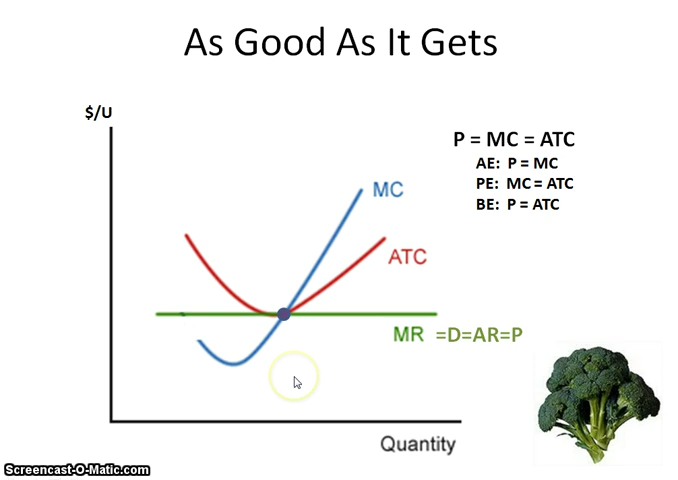 As Good As It Gets
$/U
P = MC = ATC
AE: P = MC
PE: MC = ATC
BE: P = ATC
MC
ATC
MR =D=AR=P
Quantity
Screencast-O-Matic.com